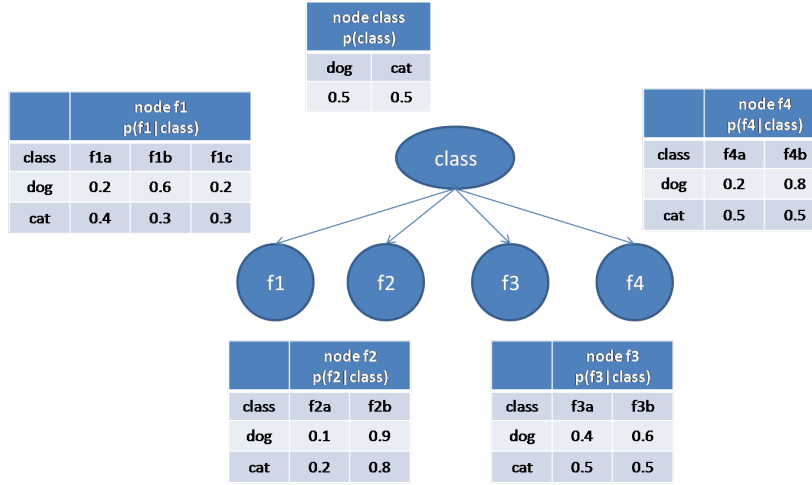 node class
p(class)
dog cat
0.5 0.5
node f1
p(f1|class)
class f1a f1b f1c
dog 0.2 0.6 0.2
cat 0.4 0.3 0.3
node f4
p(f4|class)
class f4a f4b
dog 0.2 0.8
cat 0.5 0.5
class
f1 f2 f3 f4
node f2
p(f2|class)
class f2a f2b
dog 0.1 0.9
cat 0.2 0.8
node f3
p(f3|class)
class f3a f3b
dog 0.4 0.6
cat 0.5 0.5